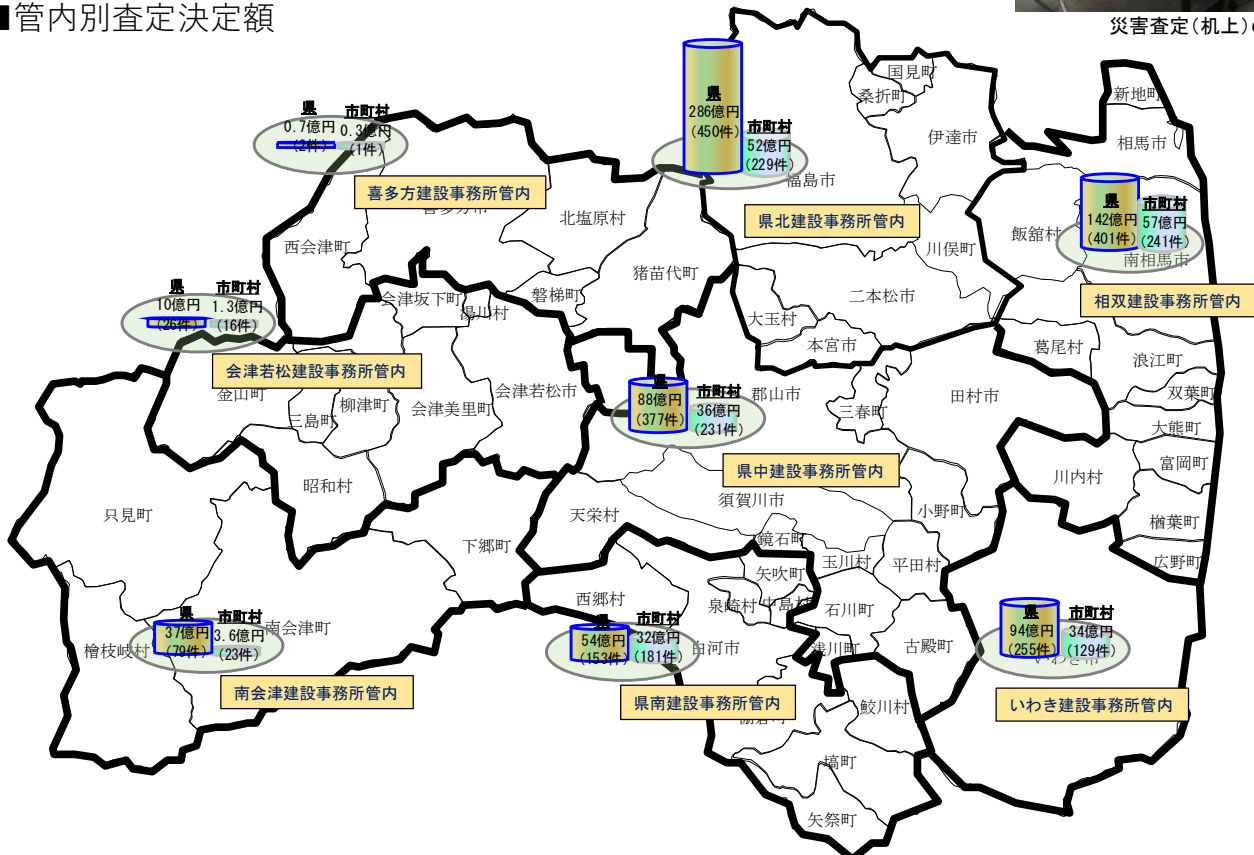 ■管内別査定決定額
災害査定(机上)
県
286億円
(450件)
市町村
52億円
(229件)
県北建設事務所管内
国見町
桑折町
伊達市
福島市
川俣町
二本松市
大玉村
本宮市
県
0.7億円
(2件)
市町村
0.3億円
(1件)
喜多方建設事務所管内
喜多方市
北塩原村
西会津町
猪苗代町
磐梯町
県
142億円
(401件)
市町村
57億円
(241件)
相双建設事務所管内
新地町
相馬市
飯舘村
南相馬市
葛尾村
浪江町
双葉町
大熊町
富岡町
川内村
楢葉町
広野町
県
10億円
(26件)
市町村
1.3億円
(16件)
会津若松建設事務所管内
会津坂下町
湯川村
金山町
三島町
柳津町
会津美里町
会津若松市
昭和村
県
88億円
(377件)
市町村
36億円
(231件)
県中建設事務所管内
郡山市
三春町
田村市
須賀川市
小野町
天栄村
鏡石町
玉川村
平田村
石川町
浅川町
古殿町
県
37億円
(79件)
市町村
3.6億円
(23件)
南会津建設事務所管内
只見町
下郷町
南会津町
檜枝岐村
県
54億円
(153件)
市町村
32億円
(181件)
県南建設事務所管内
西郷村
矢吹町
泉崎村
中島村
白河市
棚倉町
鮫川村
塙町
矢祭町
県
94億円
(255件)
市町村
34億円
(129件)
いわき建設事務所管内
いわき市